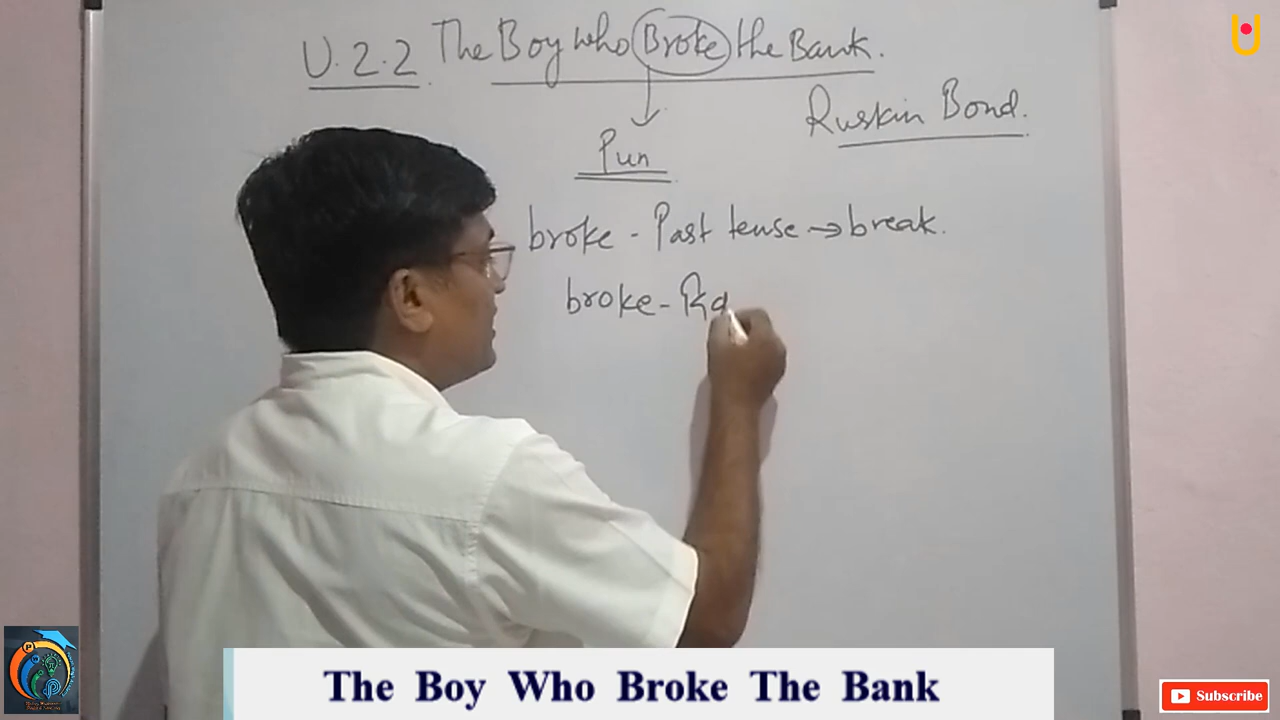 U.2.2 The Boy who Broke the Bank.
Ruskin Bond.
Pun
broke - Past tense → break.
broke -
The Boy Who Broke The Bank
Subscribe